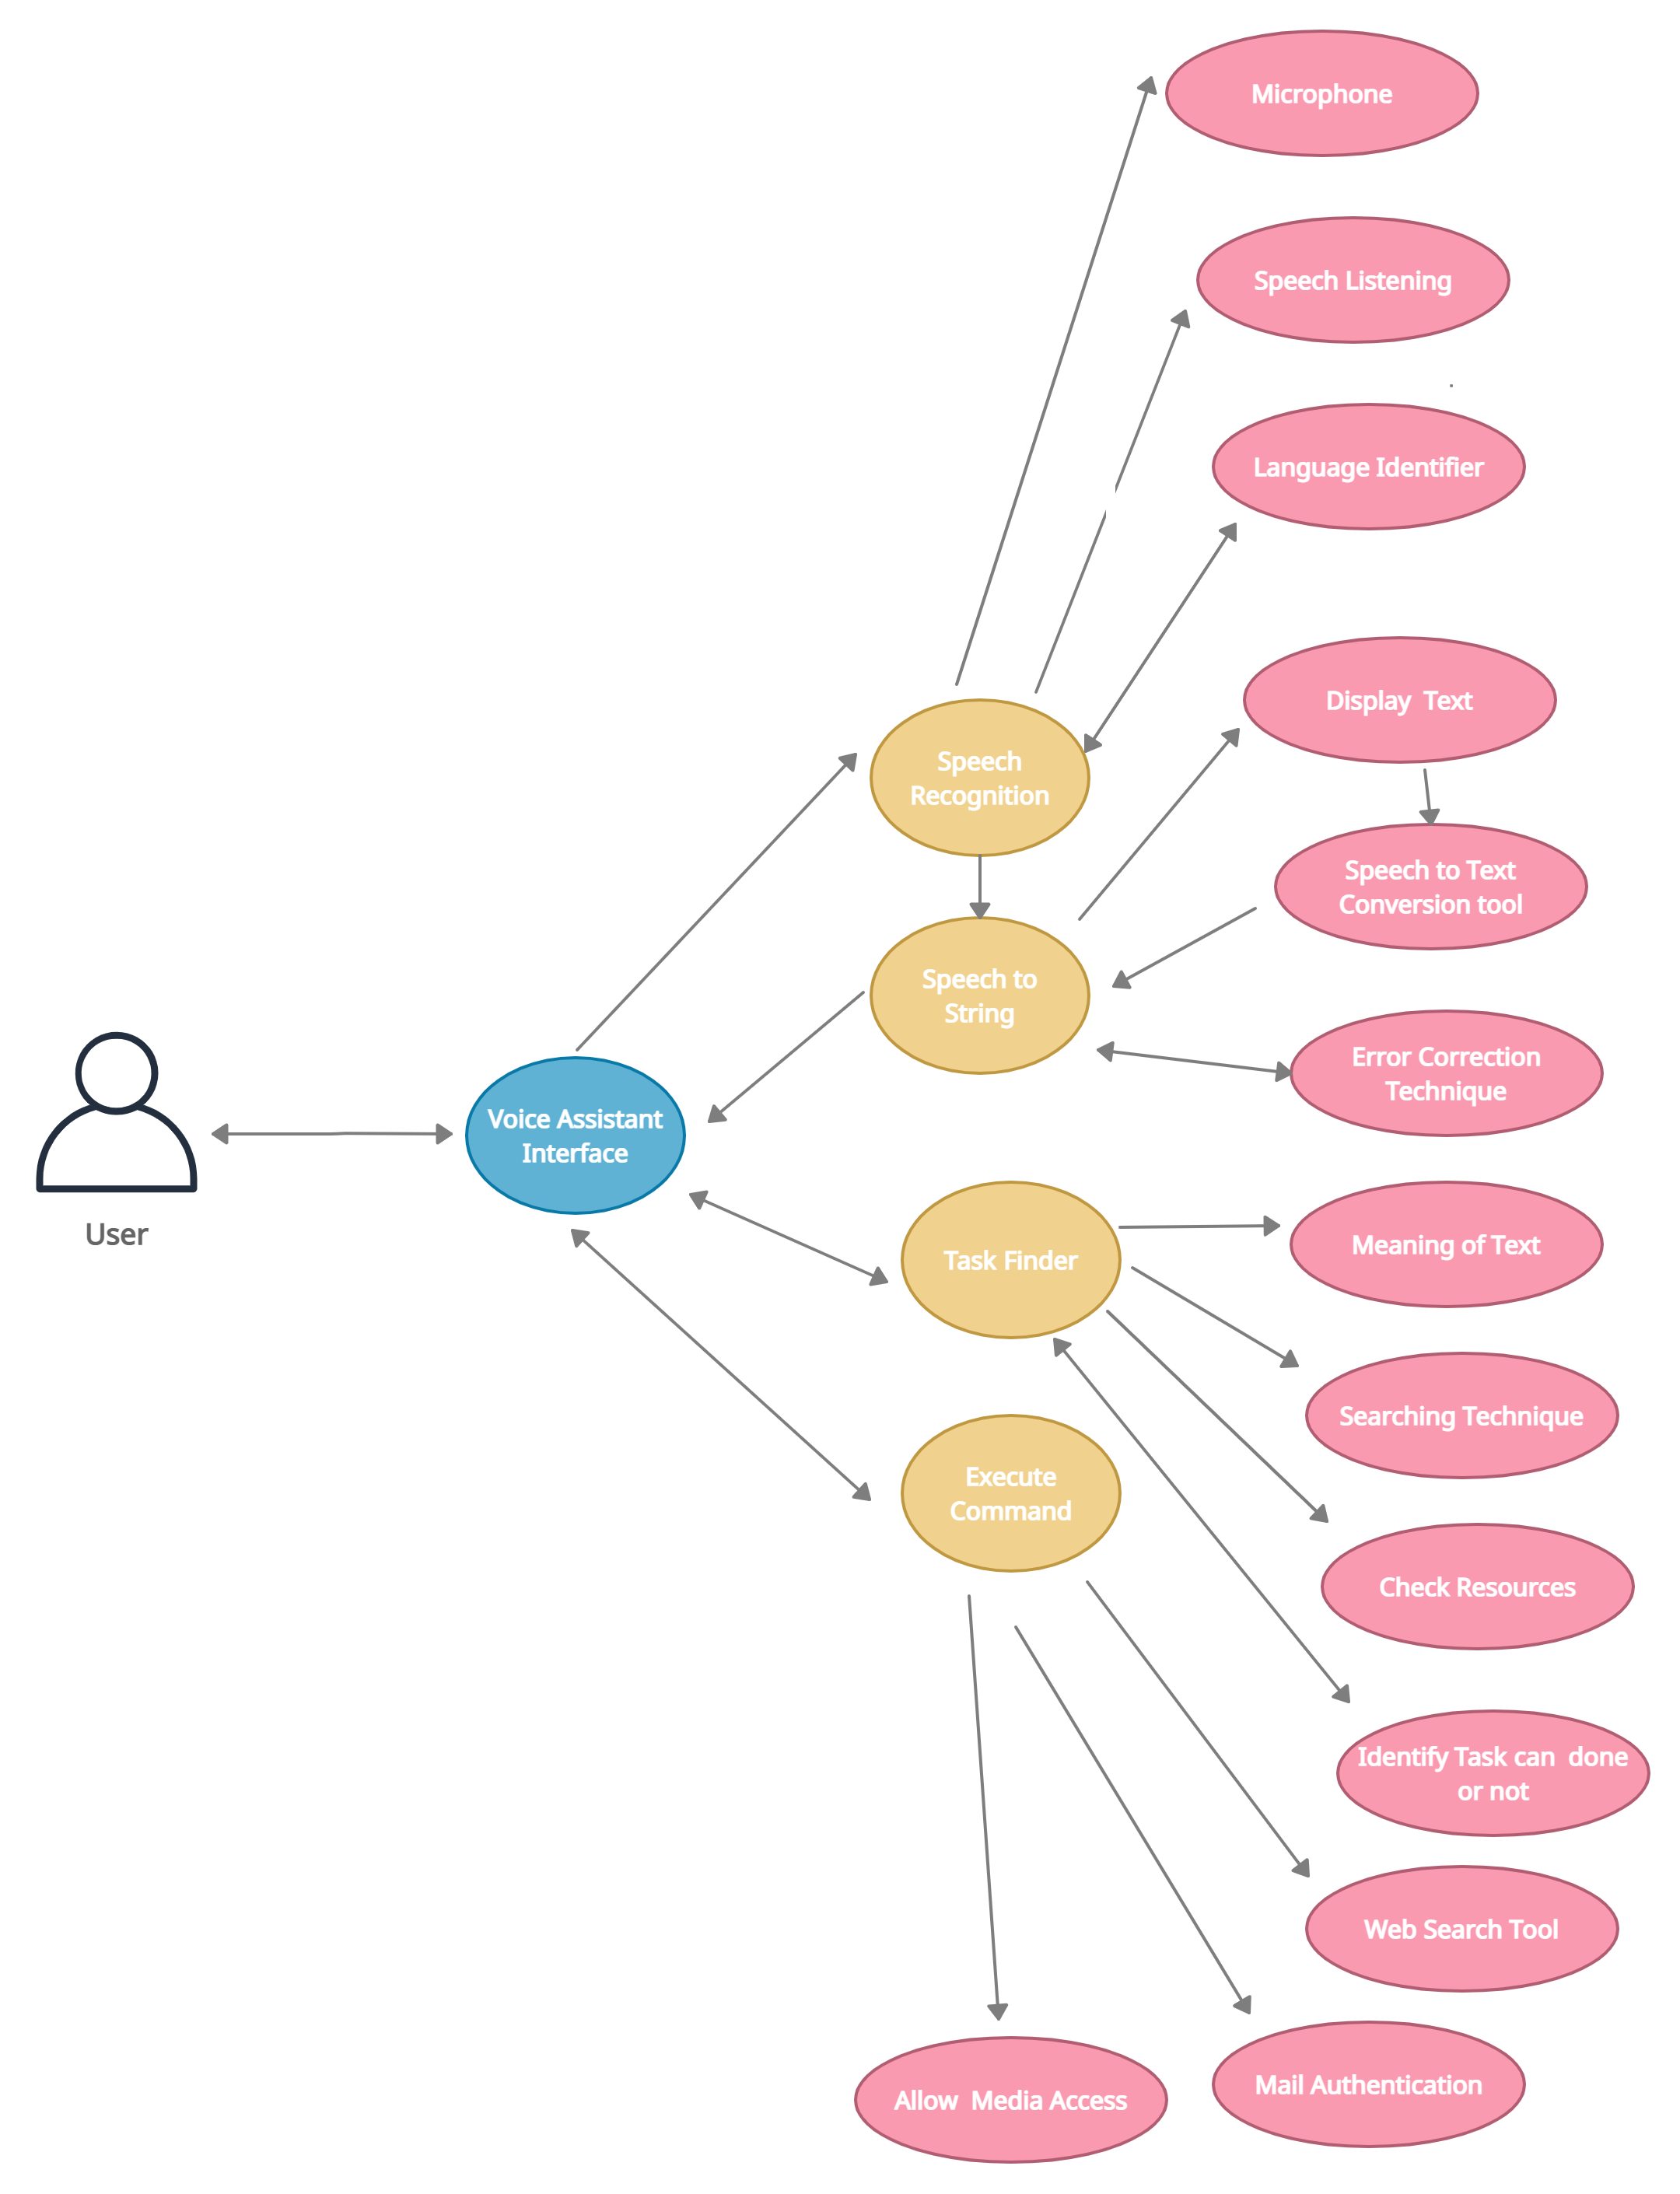 Microphone
Speech Listening
Language Identifier
Display  Text
Speech
Recognition
Speech to Text
Conversion tool
Speech to
String
Error Correction
Technique
Voice Assistant
Interface
User
Meaning of Text
Task Finder
Searching Technique
Execute
Command
Check Resources
Identify Task can  done
or not
Web Search Tool
Mail Authentication
Allow  Media Access